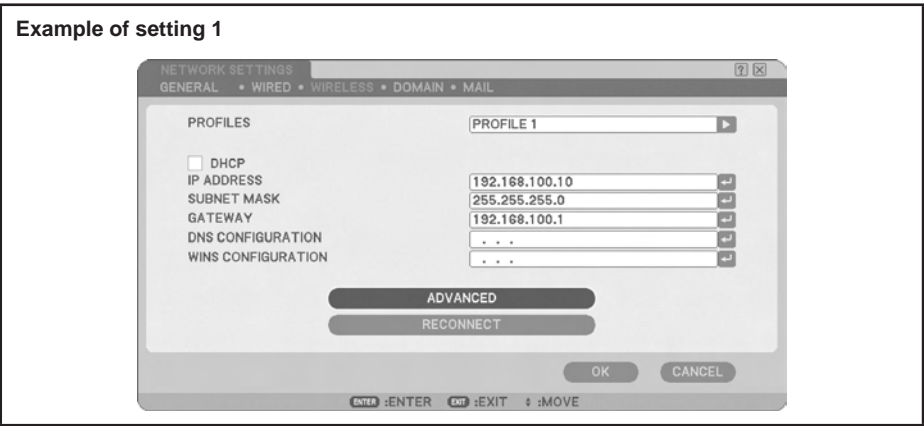 Example of setting 1
NETWORK SETTINGS
GENERAL • WIRED • WIRELESS • DOMAIN • MAIL
PROFILES PROFILE 1
DHCP
IP ADDRESS 192.168.100.10
SUBNET MASK 255.255.255.0
GATEWAY 192.168.100.1
DNS CONFIGURATION . . .
WINS CONFIGURATION . . .
ADVANCED
RECONNECT
OK CANCEL
ENTER :ENTER EXIT :EXIT :MOVE